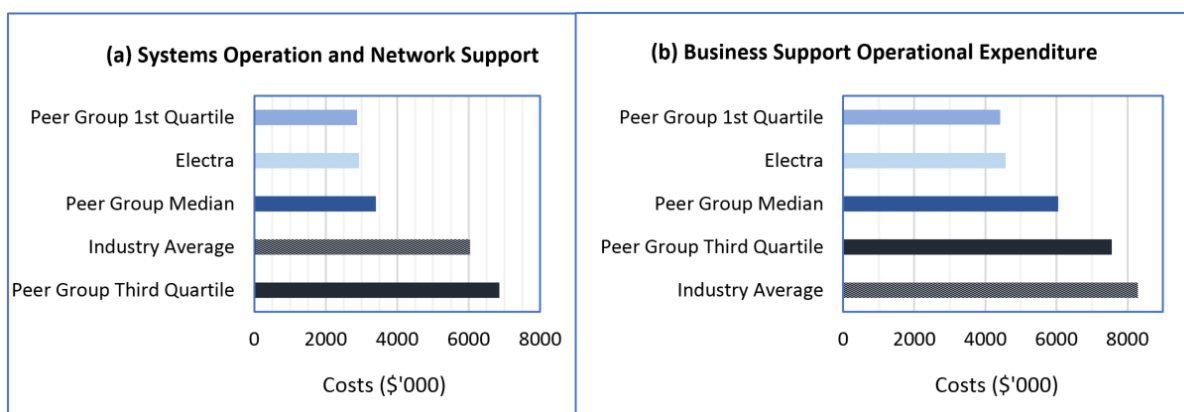 (a) Systems Operation and Network Support
Peer Group 1st Quartile
Electra
Peer Group Median
Industry Average
Peer Group Third Quartile
0 2000 4000 6000 8000
Costs ($'000)
(b) Business Support Operational Expenditure
Peer Group 1st Quartile
Electra
Peer Group Median
Peer Group Third Quartile
Industry Average
0 2000 4000 6000 8000
Costs ($'000)